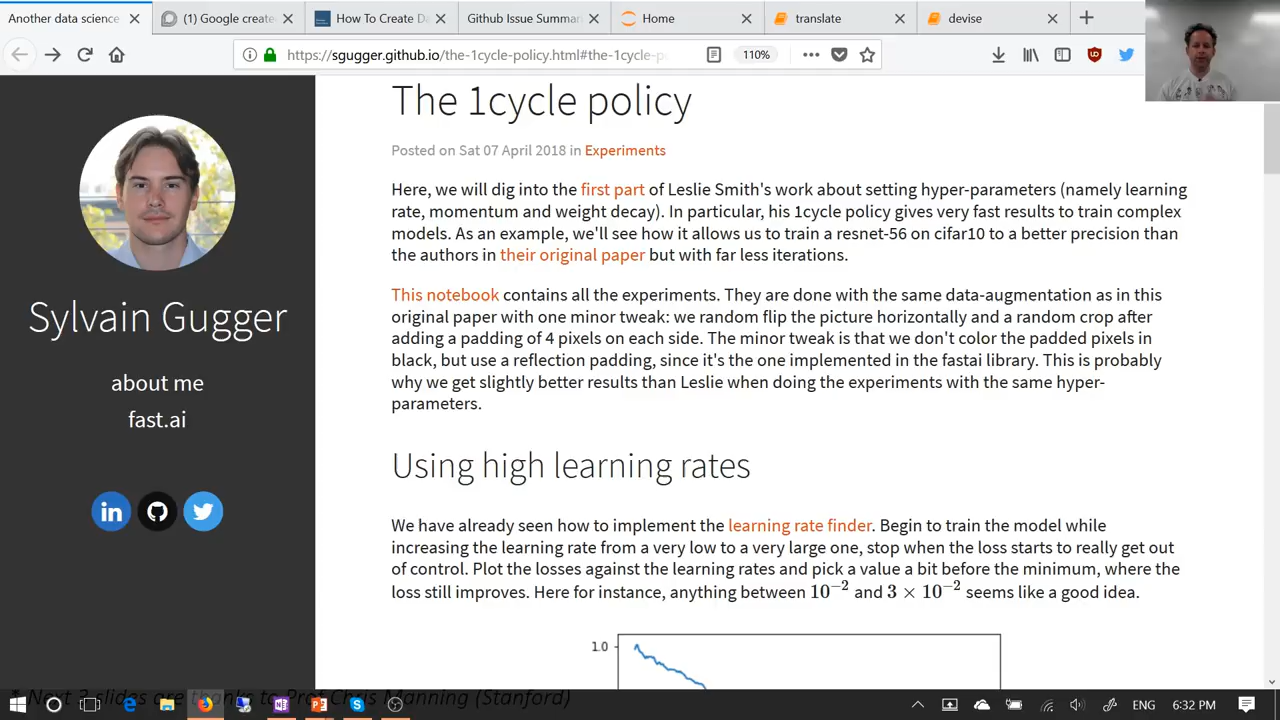 Another data science
(1) Google create
How To Create Da
Github Issue Summa
Home
translate
devise
https://sgugger.github.io/the-1cycle-policy.html#the-1cycle-p
110%
The 1cycle policy
Posted on Sat 07 April 2018 in Experiments
Here, we will dig into the first part of Leslie Smith's work about setting hyper-parameters (namely learning
rate, momentum and weight decay). In particular, his 1cycle policy gives very fast results to train complex
models. As an example, we'll see how it allows us to train a resnet-56 on cifar10 to a better precision than
the authors in their original paper but with far less iterations.
This notebook contains all the experiments. They are done with the same data-augmentation as in this
original paper with one minor tweak: we random flip the picture horizontally and a random crop after
adding a padding of 4 pixels on each side. The minor tweak is that we don't color the padded pixels in
black, but use a reflection padding, since it's the one implemented in the fastai library. This is probably
why we get slightly better results than Leslie when doing the experiments with the same hyper-
parameters.
Sylvain Gugger
about me
fast.ai
Using high learning rates
We have already seen how to implement the learning rate finder. Begin to train the model while
increasing the learning rate from a very low to a very large one, stop when the loss starts to really get out
of control. Plot the losses against the learning rates and pick a value a bit before the minimum, where the
loss still improves. Here for instance, anything between 10⁻² and 3 × 10⁻² seems like a good idea.
1.0
* Next 3 slides are thanks to Prof Chris Manning (Stanford)
ENG
6:32 PM